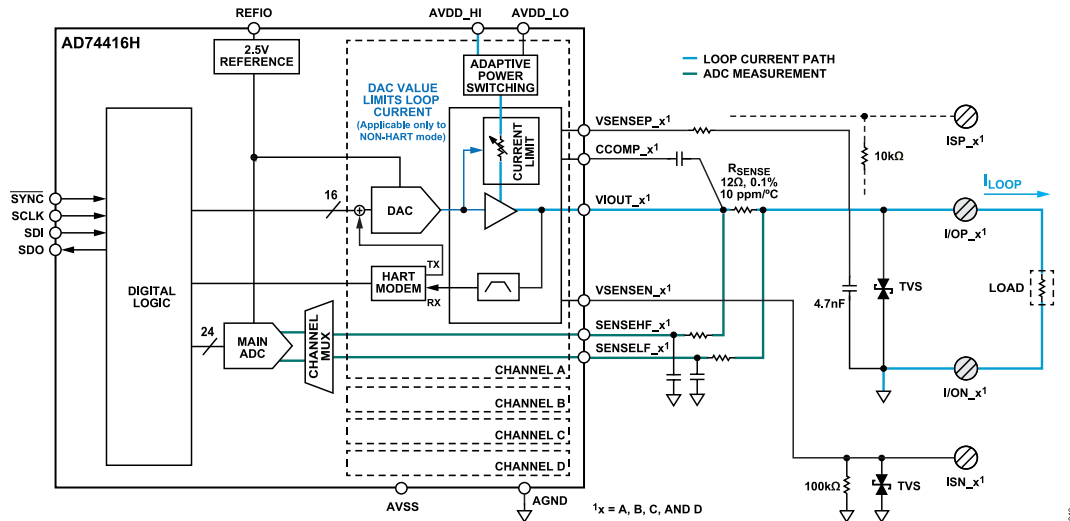 REFIO
AVDD_HI
AVDD_LO
AD74416H
2.5V
REFERENCE
ADAPTIVE
POWER
SWITCHING
LOOP CURRENT PATH
ADC MEASUREMENT
DAC VALUE
LIMITS LOOP
CURRENT
(Applicable only to
NON-HART mode)
CURRENT
LIMIT
VSENSEP_x¹
ISP_x¹
CCOMP_x¹
10kΩ
RSENSE
12Ω, 0.1%
10 ppm/ºC
ILOOP
SYNC
SCLK
SDI
SDO
16
DAC
VIOUT_x¹
I/OP_x¹
TX
HART
MODEM
RX
DIGITAL
LOGIC
VSENSEN_x¹
4.7nF
TVS
LOAD
24
MAIN
ADC
CHANNEL
MUX
SENSEHF_x¹
SENSELF_x¹
CHANNEL A
I/ON_x¹
CHANNEL B
CHANNEL C
CHANNEL D
100kΩ
TVS
ISN_x¹
AVSS
AGND
¹x = A, B, C, AND D